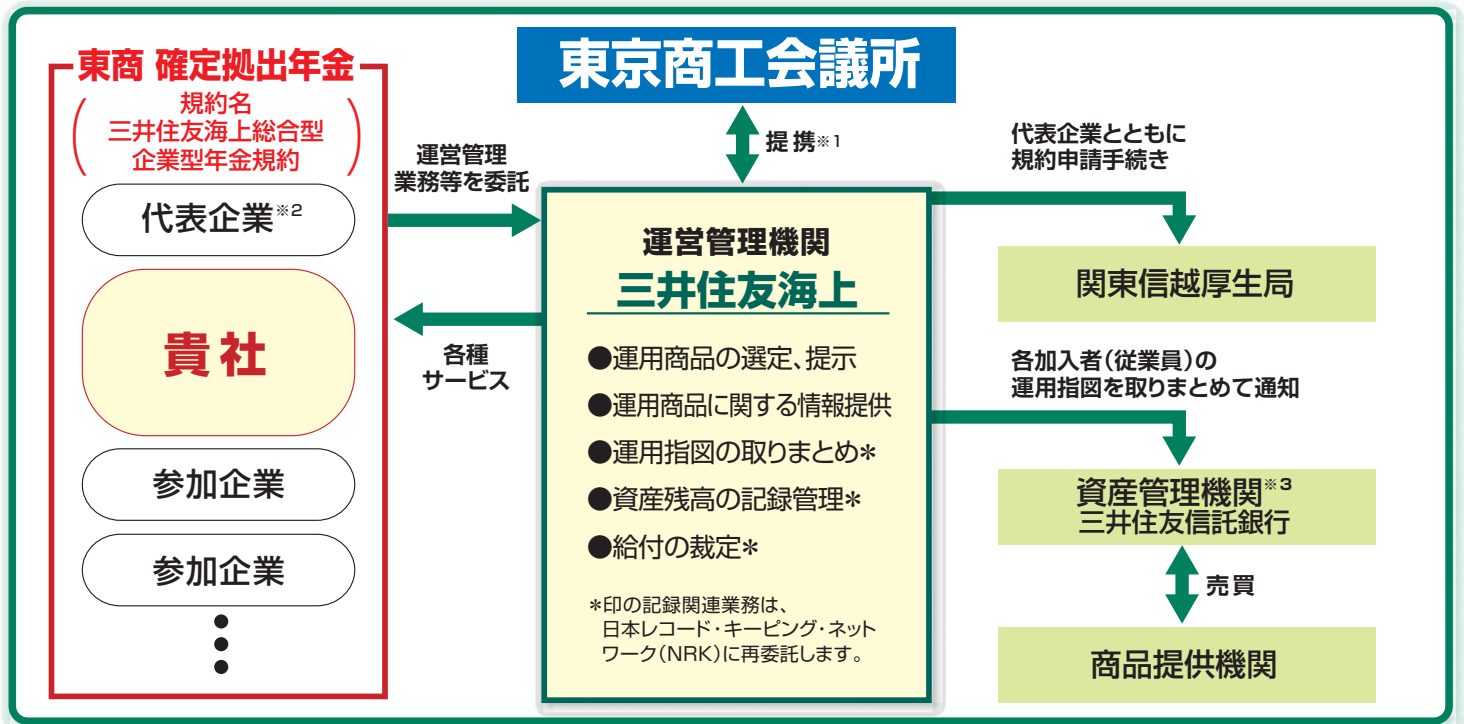 東商 確定拠出年金
規約名
三井住友海上総合型
企業型年金規約
代表企業※2
貴社
参加企業
参加企業
運営管理
業務等を委託
各種
サービス
東京商工会議所
提携※1
運営管理機関
三井住友海上
●運用商品の選定、提示
●運用商品に関する情報提供
●運用指図の取りまとめ＊
●資産残高の記録管理＊
●給付の裁定＊
＊印の記録関連業務は、
日本レコード・キーピング・ネット
ワーク(NRK)に再委託します。
代表企業とともに
規約申請手続き
関東信越厚生局
各加入者(従業員)の
運用指図を取りまとめて通知
資産管理機関※3
三井住友信託銀行
売買
商品提供機関